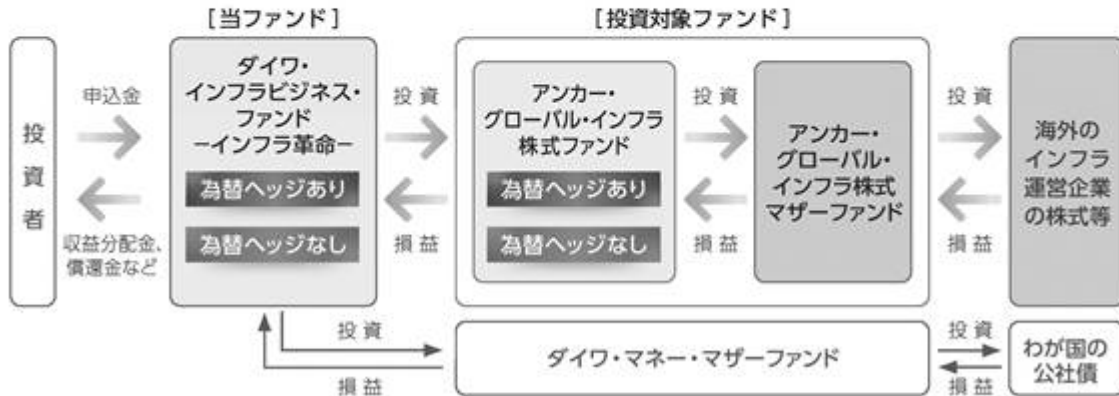 [当ファンド]
[投資対象ファンド]
投資者
申込金
収益分配金、
償還金など
ダイワ・
インフラビジネス・
ファンド
－インフラ革命－
為替ヘッジあり
為替ヘッジなし
投資
損益
アンカー・
グローバル・インフラ
株式ファンド
為替ヘッジあり
為替ヘッジなし
投資
損益
アンカー・
グローバル・
インフラ株式
マザーファンド
投資
損益
海外の
インフラ
運営企業
の株式等
投資
損益
ダイワ・マネー・マザーファンド
投資
損益
わが国の
公社債